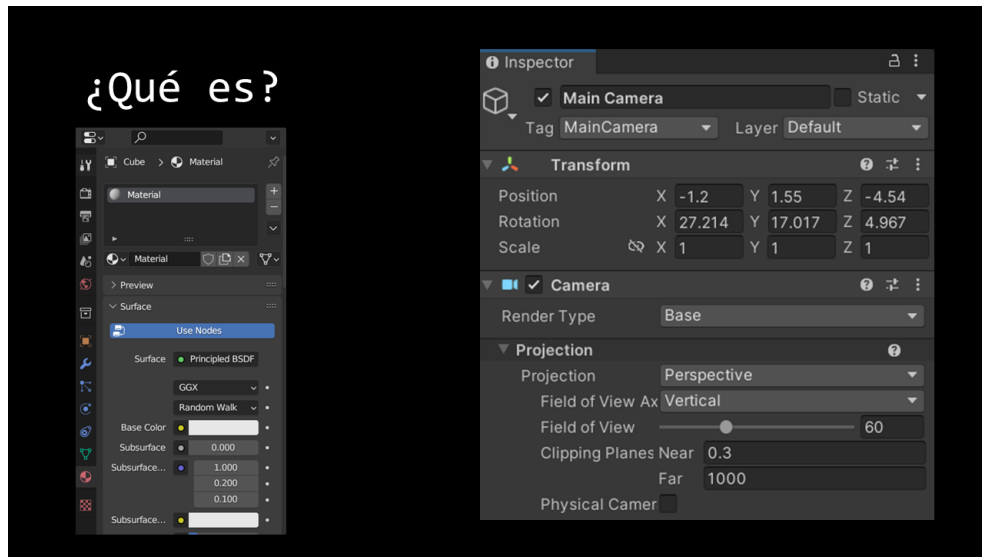 ¿Qué es?
Cube > Material
Material
Material
> Preview
Surface
Use Nodes
Surface Principled BSDF
GGX
Random Walk
Base Color
Subsurface 0.000
Subsurface... 1.000
0.200
0.100
Subsurface...
Inspector
Main Camera Static
Tag MainCamera Layer Default
Transform
Position X -1.2 Y 1.55 Z -4.54
Rotation X 27.214 Y 17.017 Z 4.967
Scale X 1 Y 1 Z 1
Camera
Render Type Base
Projection
Projection Perspective
Field of View Ax Vertical
Field of View 60
Clipping Planes Near 0.3
Far 1000
Physical Camer